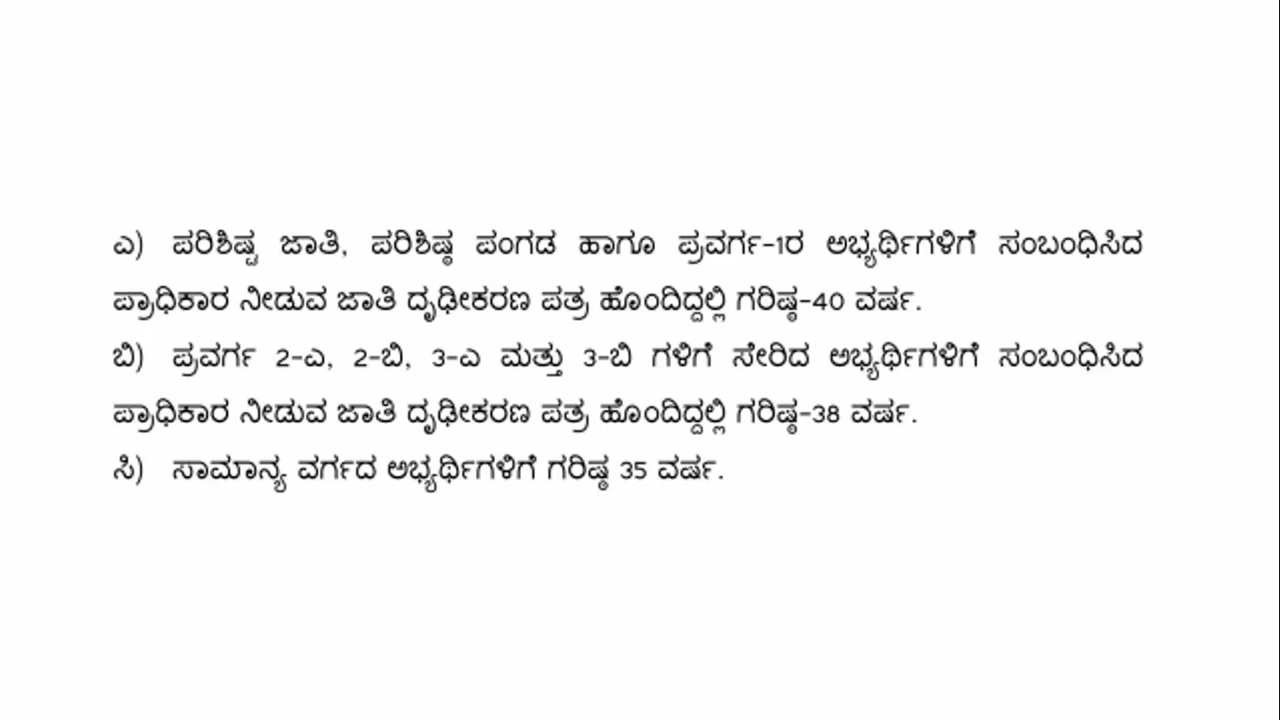 ಎ) ಪರಿಶಿಷ್ಟ ಜಾತಿ, ಪರಿಶಿಷ್ಠ ಪಂಗಡ ಹಾಗೂ ಪ್ರವರ್ಗ-1ರ ಅಭ್ಯರ್ಥಿಗಳಿಗೆ ಸಂಬಂಧಿಸಿದ
ಪ್ರಾಧಿಕಾರ ನೀಡುವ ಜಾತಿ ದೃಢೀಕರಣ ಪತ್ರ ಹೊಂದಿದ್ದಲ್ಲಿ ಗರಿಷ್ಠ-40 ವರ್ಷ.
ಬಿ) ಪ್ರವರ್ಗ 2-ಎ, 2-ಬಿ, 3-ಎ ಮತ್ತು 3-ಬಿ ಗಳಿಗೆ ಸೇರಿದ ಅಭ್ಯರ್ಥಿಗಳಿಗೆ ಸಂಬಂಧಿಸಿದ
ಪ್ರಾಧಿಕಾರ ನೀಡುವ ಜಾತಿ ದೃಢೀಕರಣ ಪತ್ರ ಹೊಂದಿದ್ದಲ್ಲಿ ಗರಿಷ್ಠ-38 ವರ್ಷ.
ಸಿ) ಸಾಮಾನ್ಯ ವರ್ಗದ ಅಭ್ಯರ್ಥಿಗಳಿಗೆ ಗರಿಷ್ಠ 35 ವರ್ಷ.